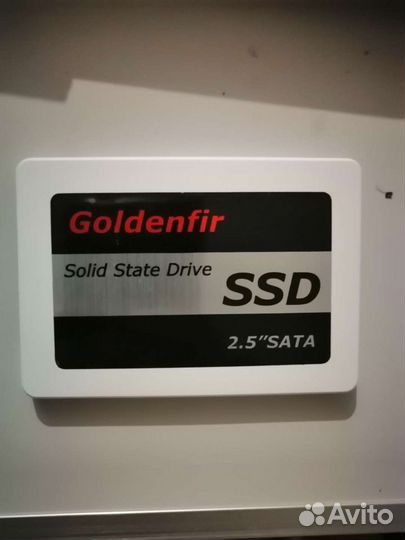 Goldenfir
Solid State Drive
SSD
2.5"SATA
Avito